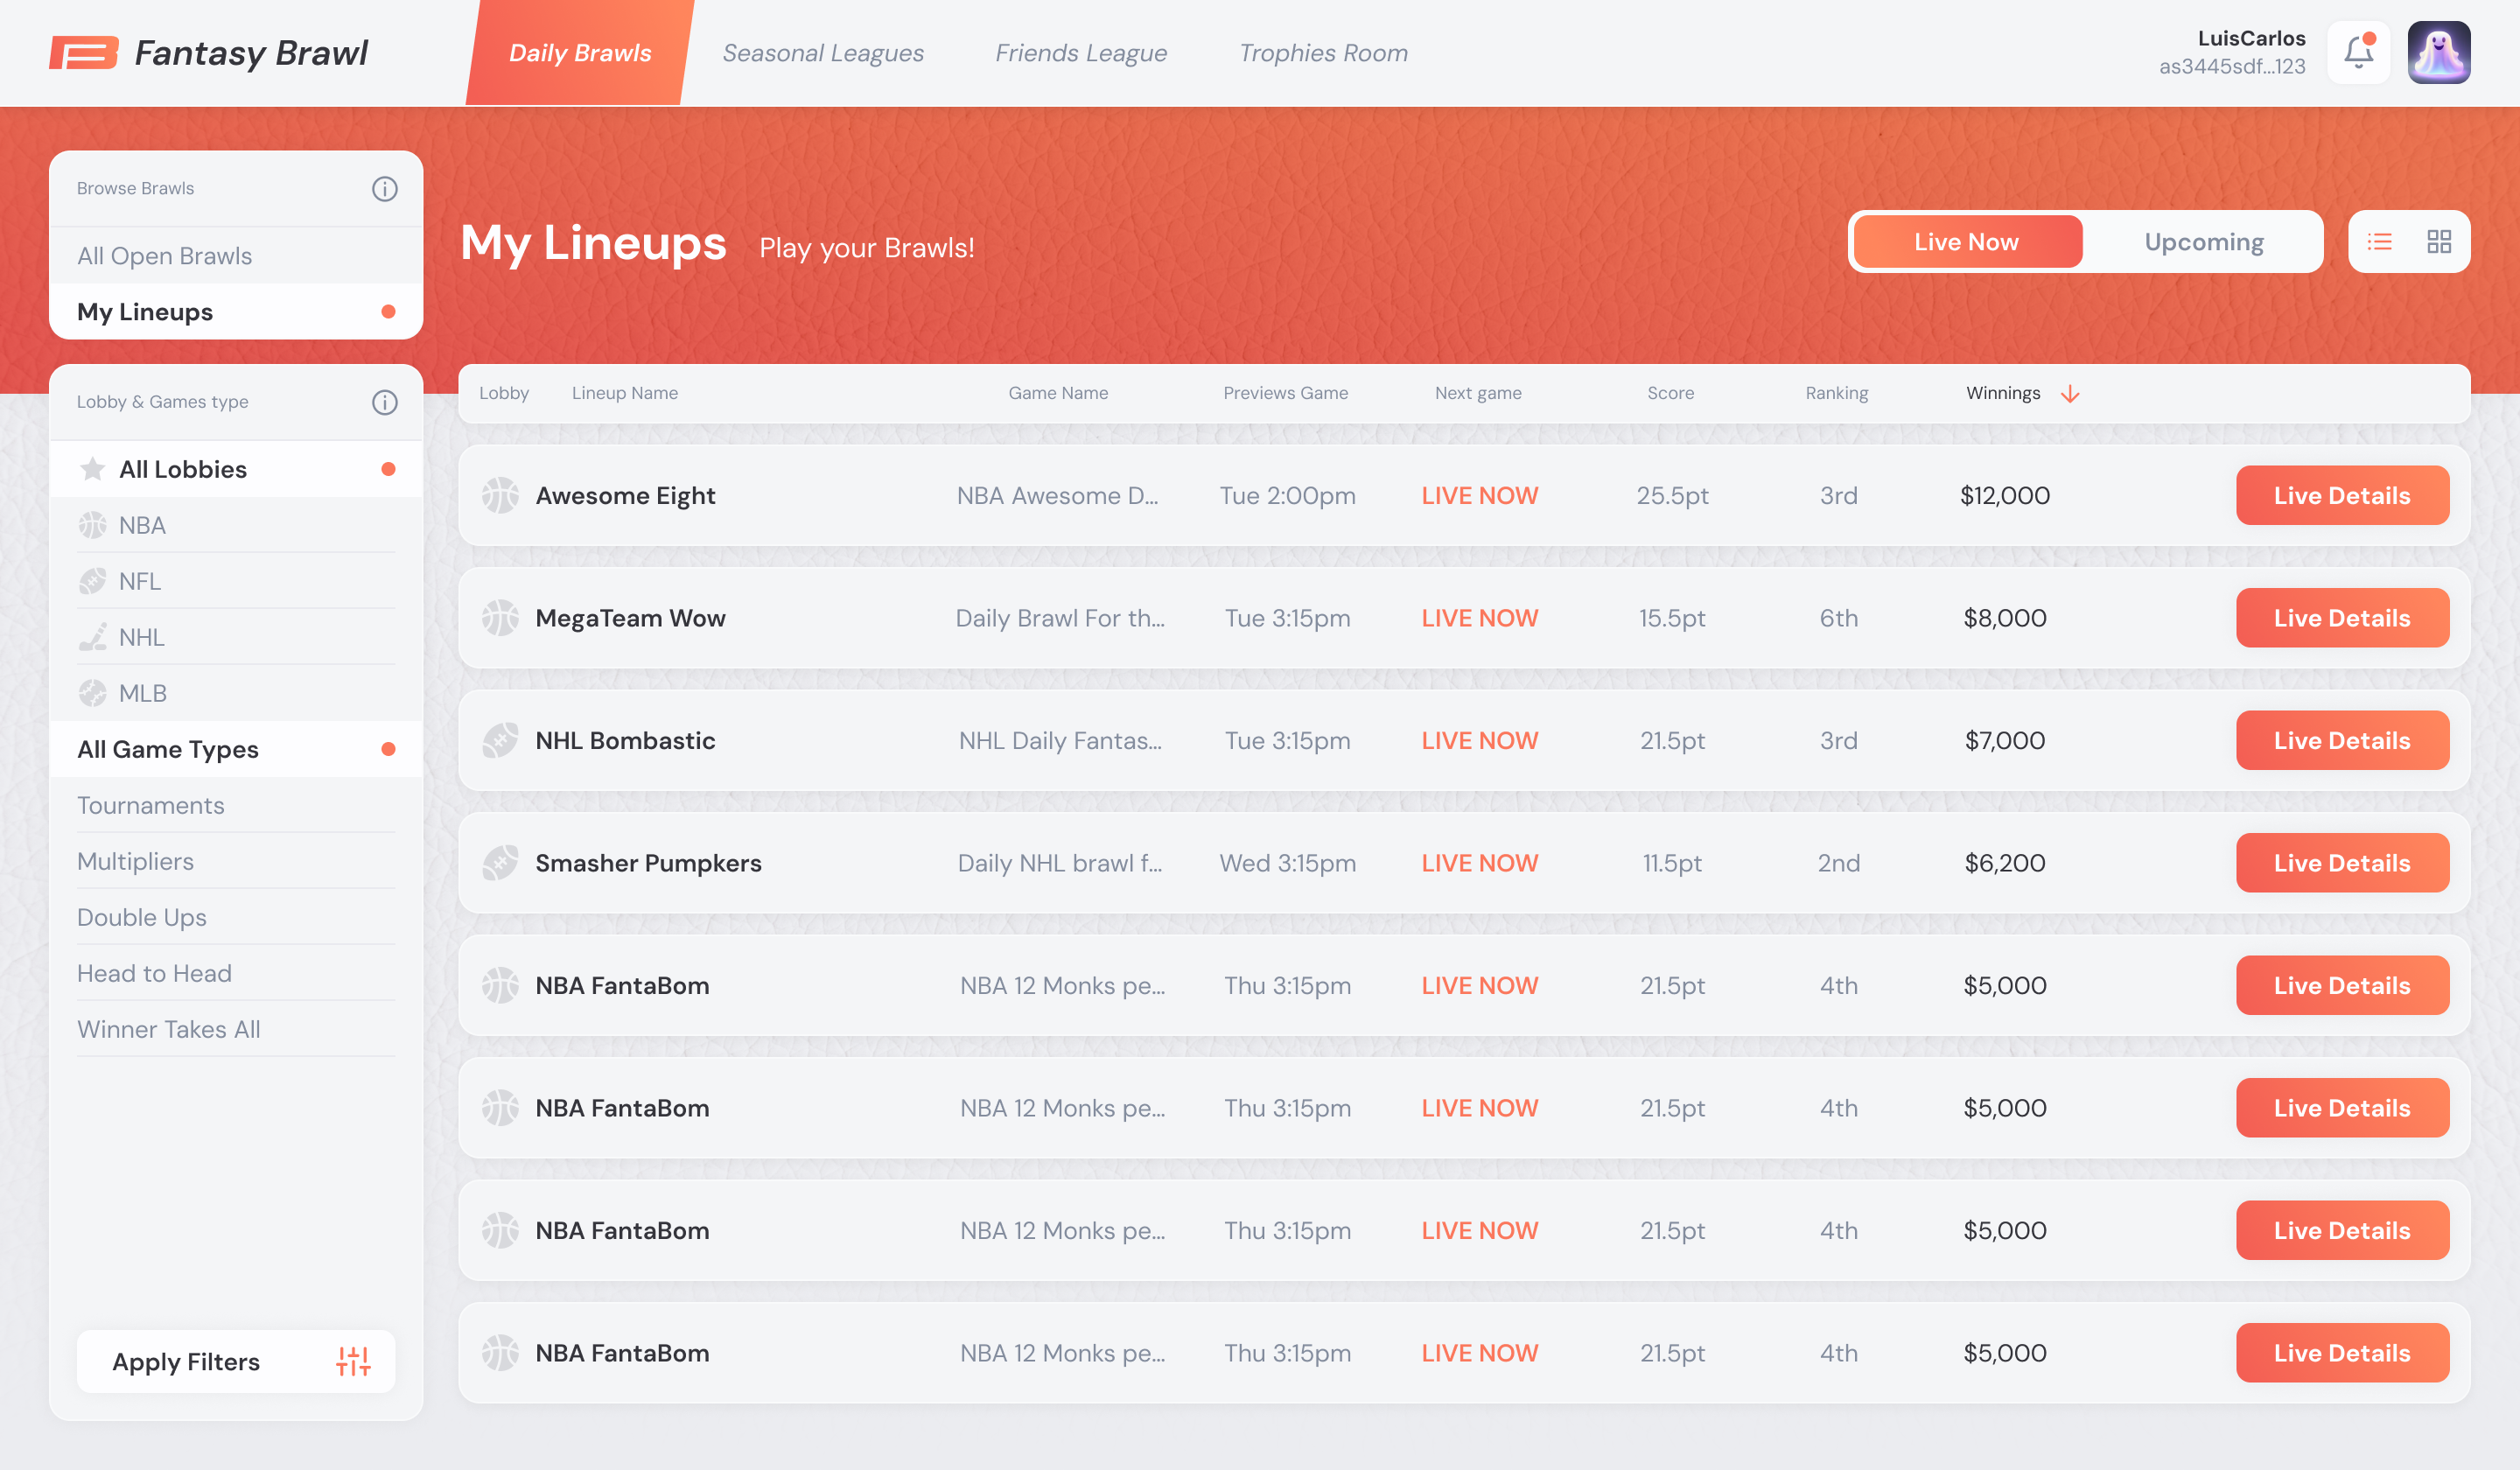 Fantasy Brawl
Daily Brawls
Seasonal Leagues
Friends League
Trophies Room
LuisCarlos
as3445sdf...123
Browse Brawls
All Open Brawls
My Lineups
My Lineups Play your Brawls!
Live Now
Upcoming
Lobby & Games type
All Lobbies
NBA
NFL
NHL
MLB
All Game Types
Tournaments
Multipliers
Double Ups
Head to Head
Winner Takes All
Apply Filters
Lobby Lineup Name Game Name Previews Game Next game Score Ranking Winnings
Awesome Eight NBA Awesome D... Tue 2:00pm LIVE NOW 25.5pt 3rd $12,000 Live Details
MegaTeam Wow Daily Brawl For th... Tue 3:15pm LIVE NOW 15.5pt 6th $8,000 Live Details
NHL Bombastic NHL Daily Fantas... Tue 3:15pm LIVE NOW 21.5pt 3rd $7,000 Live Details
Smasher Pumpkers Daily NHL brawl f... Wed 3:15pm LIVE NOW 11.5pt 2nd $6,200 Live Details
NBA FantaBom NBA 12 Monks pe... Thu 3:15pm LIVE NOW 21.5pt 4th $5,000 Live Details
NBA FantaBom NBA 12 Monks pe... Thu 3:15pm LIVE NOW 21.5pt 4th $5,000 Live Details
NBA FantaBom NBA 12 Monks pe... Thu 3:15pm LIVE NOW 21.5pt 4th $5,000 Live Details
NBA FantaBom NBA 12 Monks pe... Thu 3:15pm LIVE NOW 21.5pt 4th $5,000 Live Details